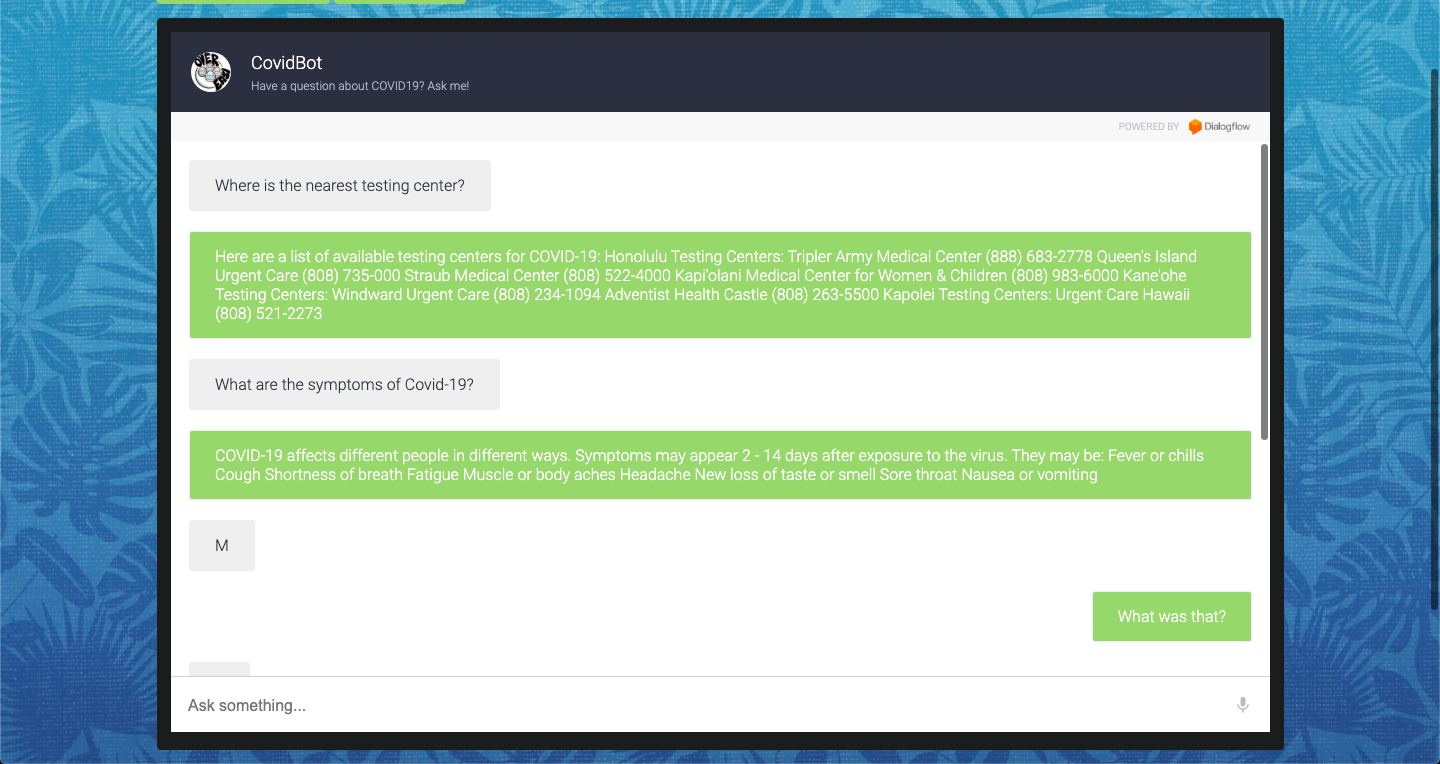 CovidBot
Have a question about COVID19? Ask me!
POWERED BY Dialogflow
Where is the nearest testing center?
Here are a list of available testing centers for COVID-19: Honolulu Testing Centers: Tripler Army Medical Center (888) 683-2778 Queen's Island
Urgent Care (808) 735-000 Straub Medical Center (808) 522-4000 Kapi'olani Medical Center for Women & Children (808) 983-6000 Kane'ohe
Testing Centers: Windward Urgent Care (808) 234-1094 Adventist Health Castle (808) 263-5500 Kapolei Testing Centers: Urgent Care Hawaii
(808) 521-2273
What are the symptoms of Covid-19?
COVID-19 affects different people in different ways. Symptoms may appear 2 - 14 days after exposure to the virus. They may be: Fever or chills
Cough Shortness of breath Fatigue Muscle or body aches Headache New loss of taste or smell Sore throat Nausea or vomiting
M
What was that?
Ask something...